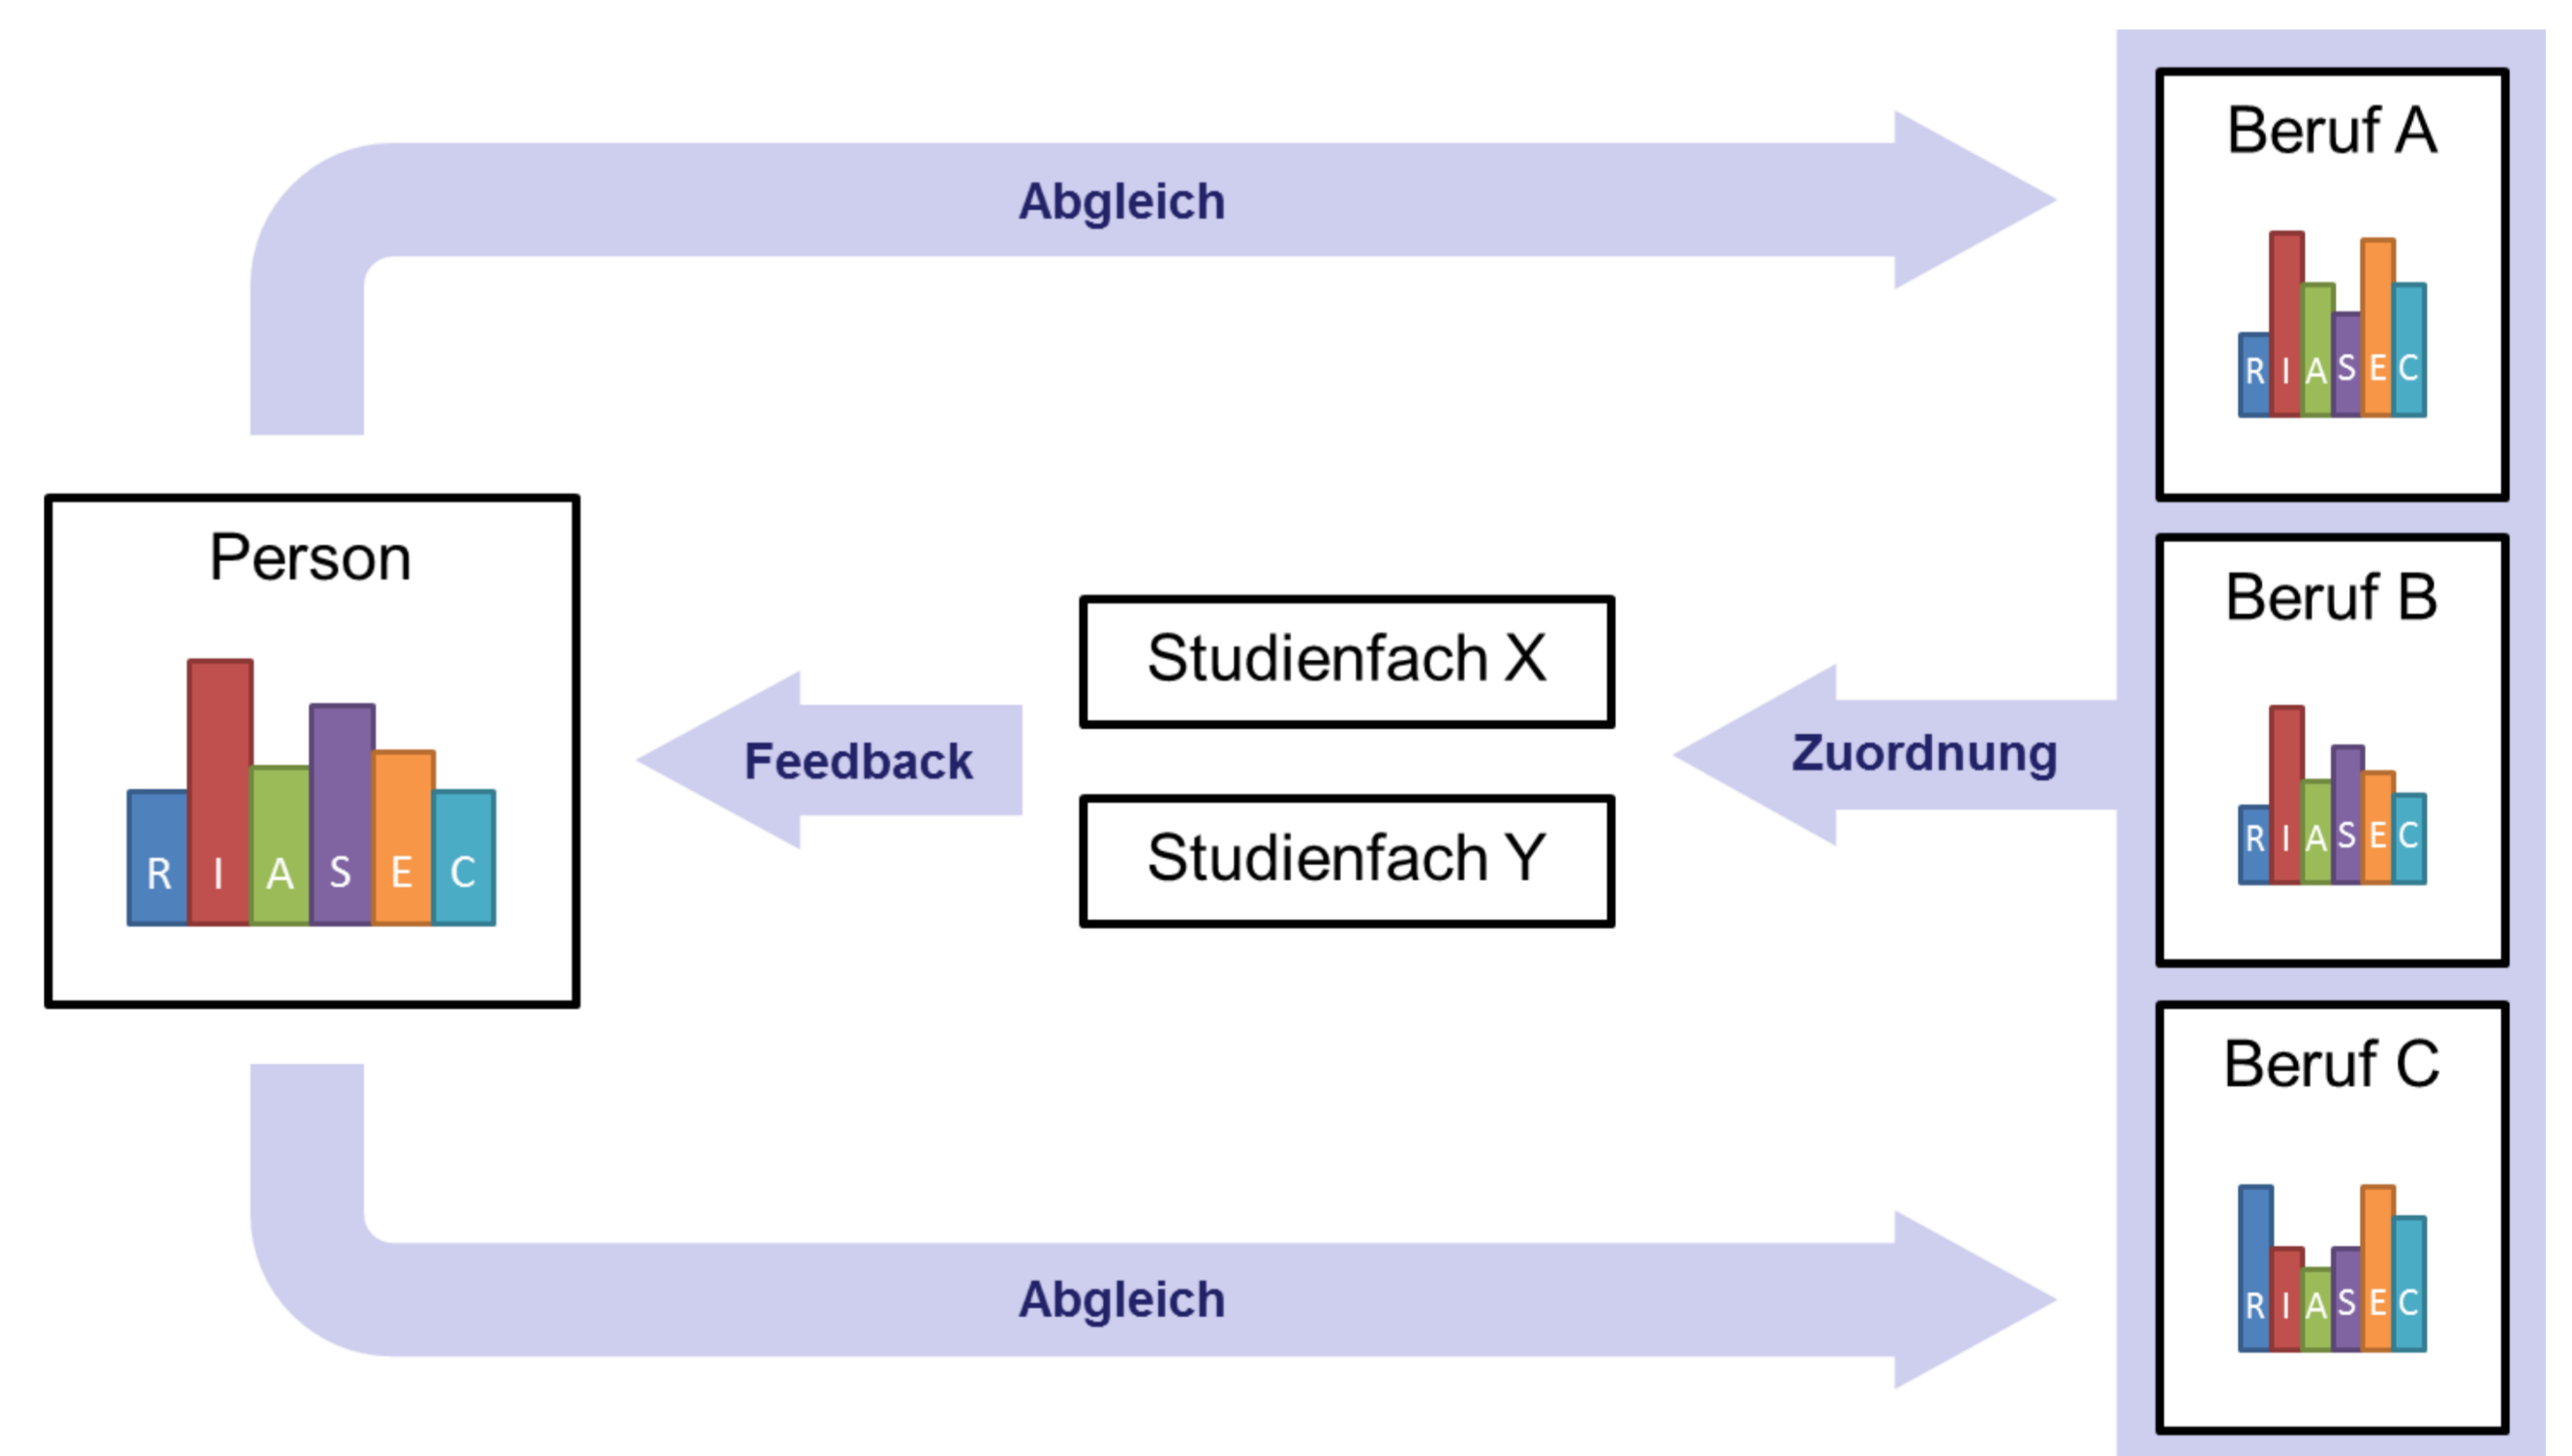 Abgleich
Person
R I A S E C
Feedback
Studienfach X
Studienfach Y
Zuordnung
Beruf A
R I A S E C
Beruf B
R I A S E C
Beruf C
R I A S E C
Abgleich